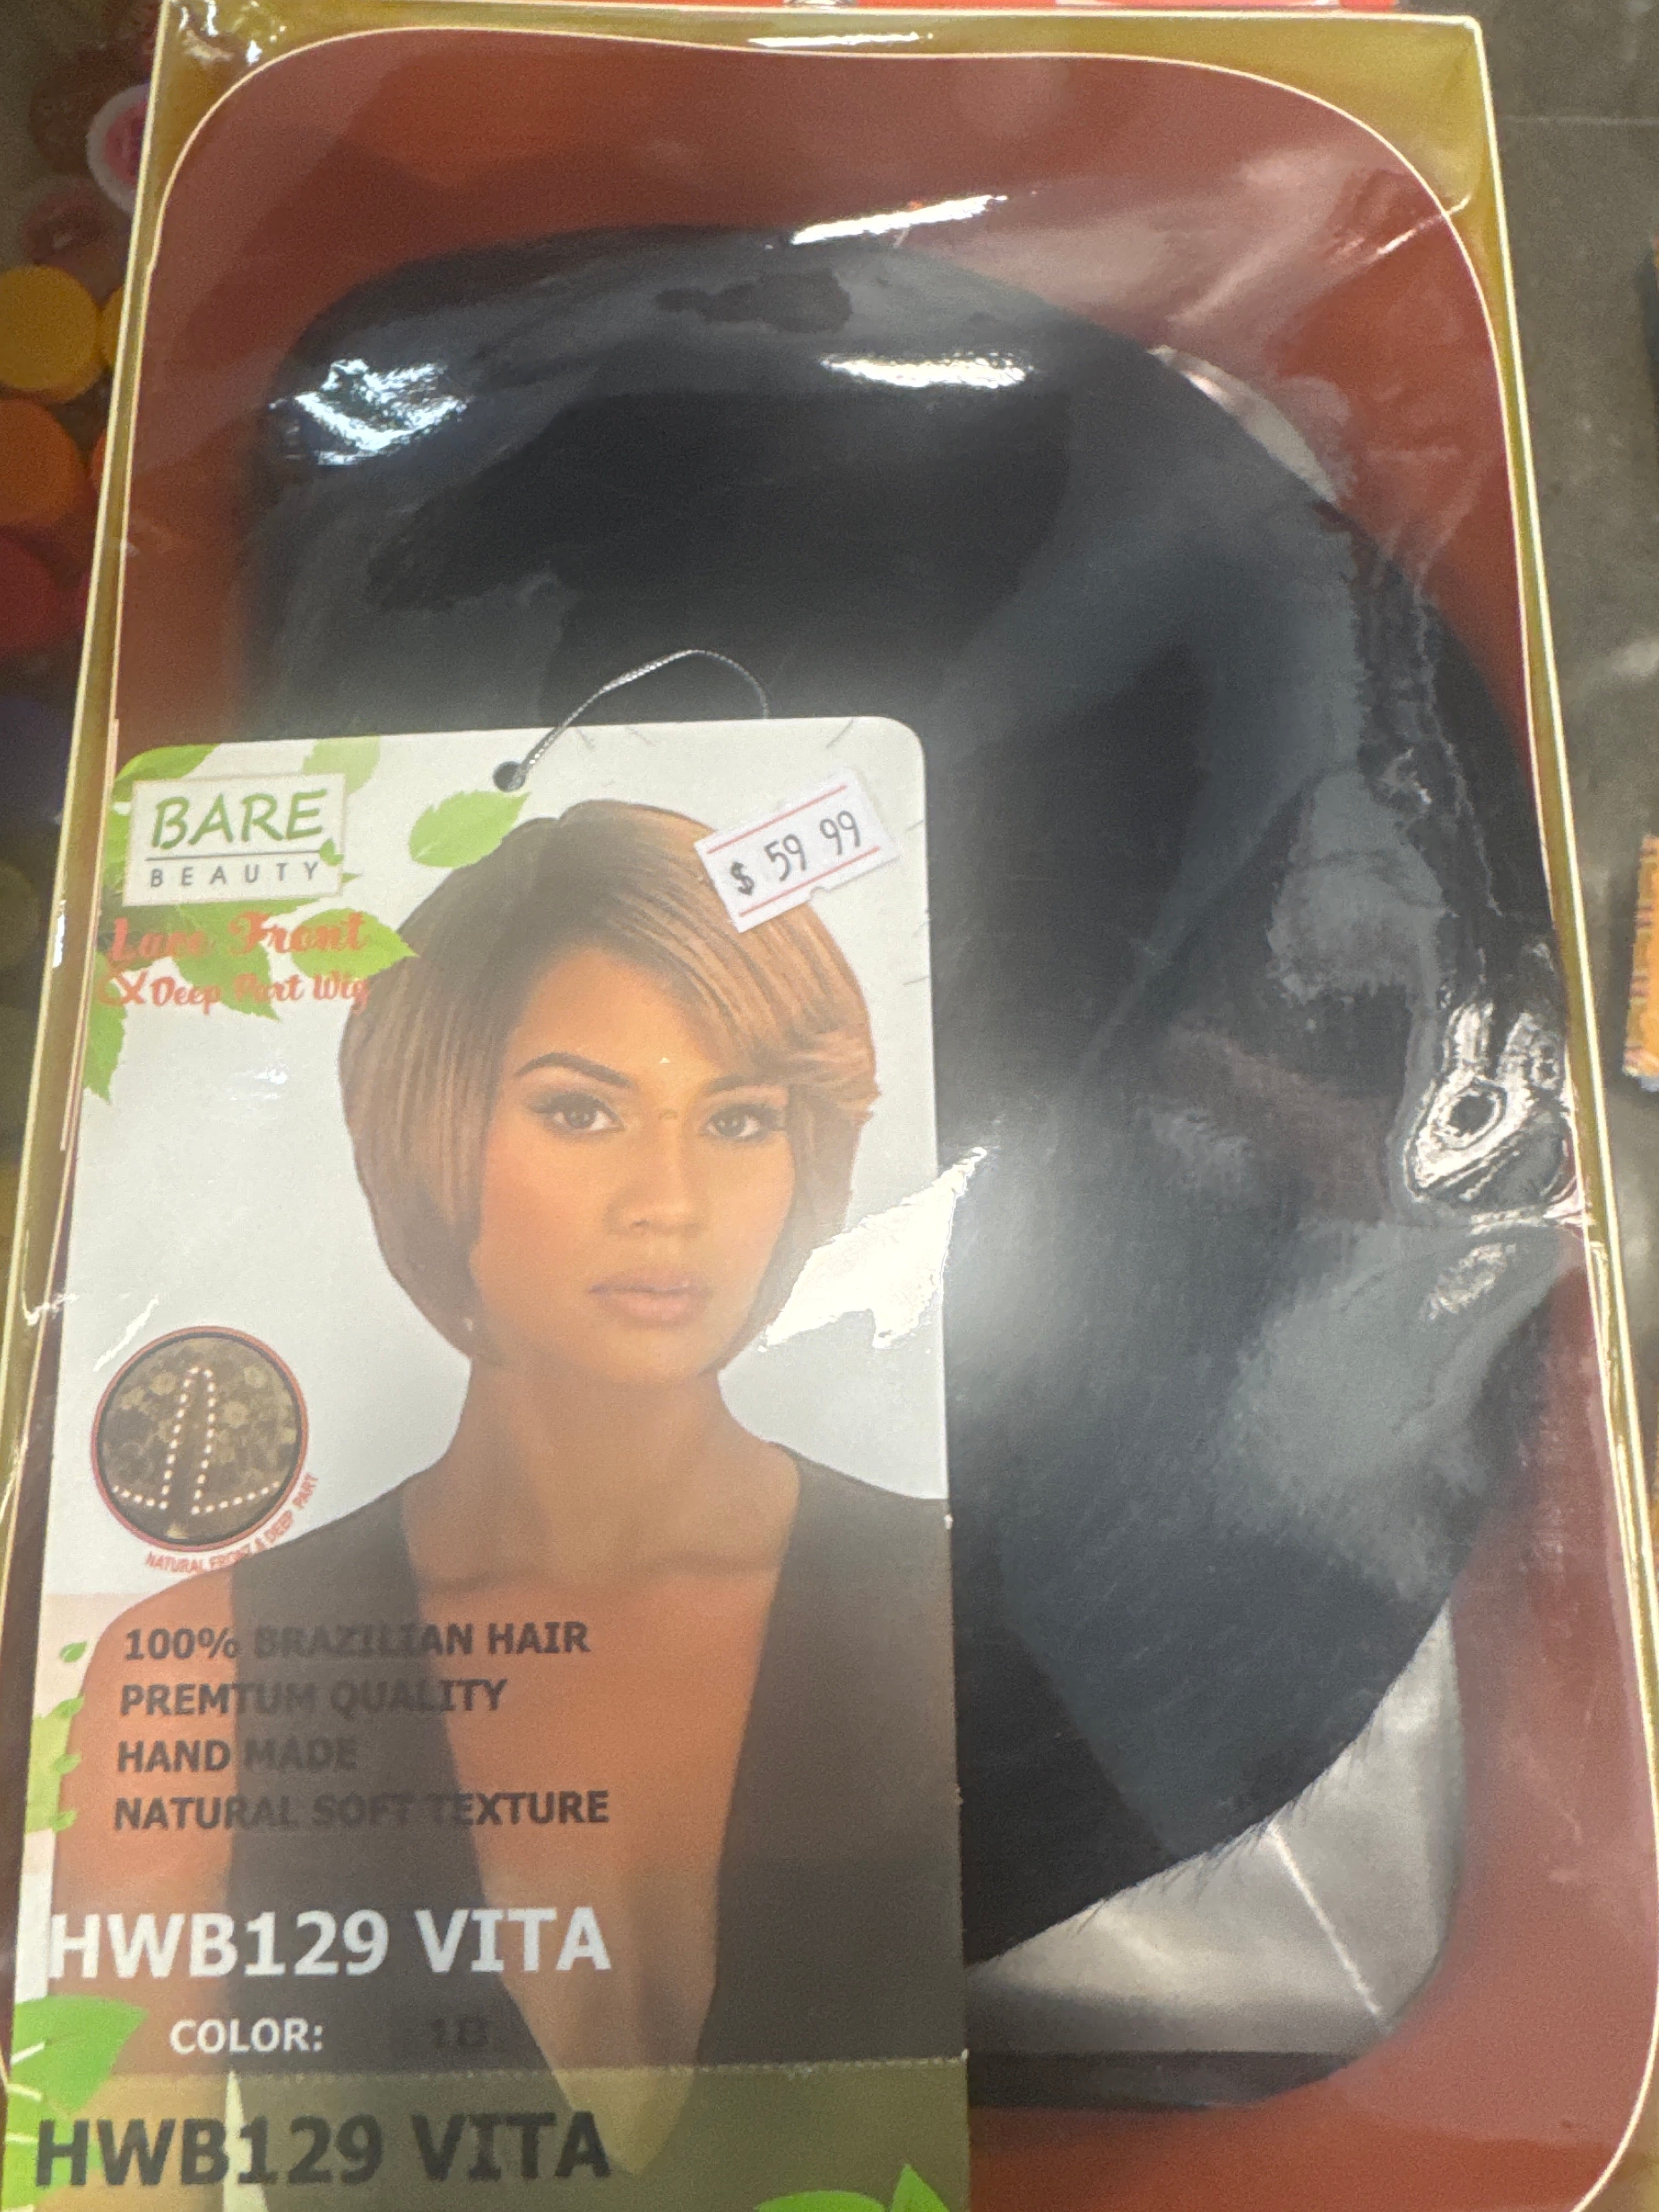 BARE
BEAUTY
$ 59 99
Lace Front
& Deep Part Wig
NATURAL FRONT & DEEP PART
100% BRAZILIAN HAIR
PREMTUM QUALITY
HAND MADE
NATURAL SOFT TEXTURE
HWB129 VITA
COLOR: 1B
HWB129 VITA